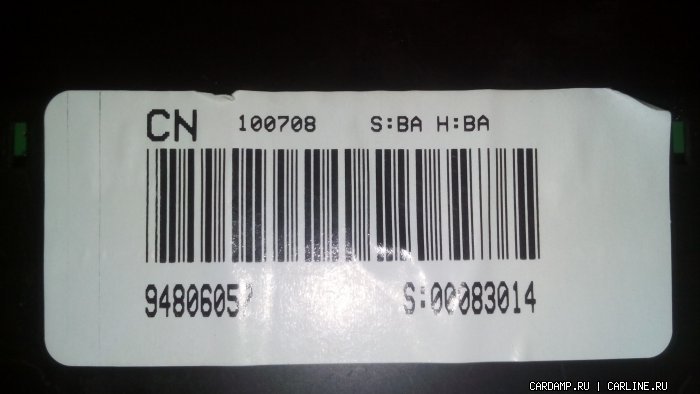 CN 100708 S:BA H:BA
S:00083014
CARDAMP.RU | CARLINE.RU